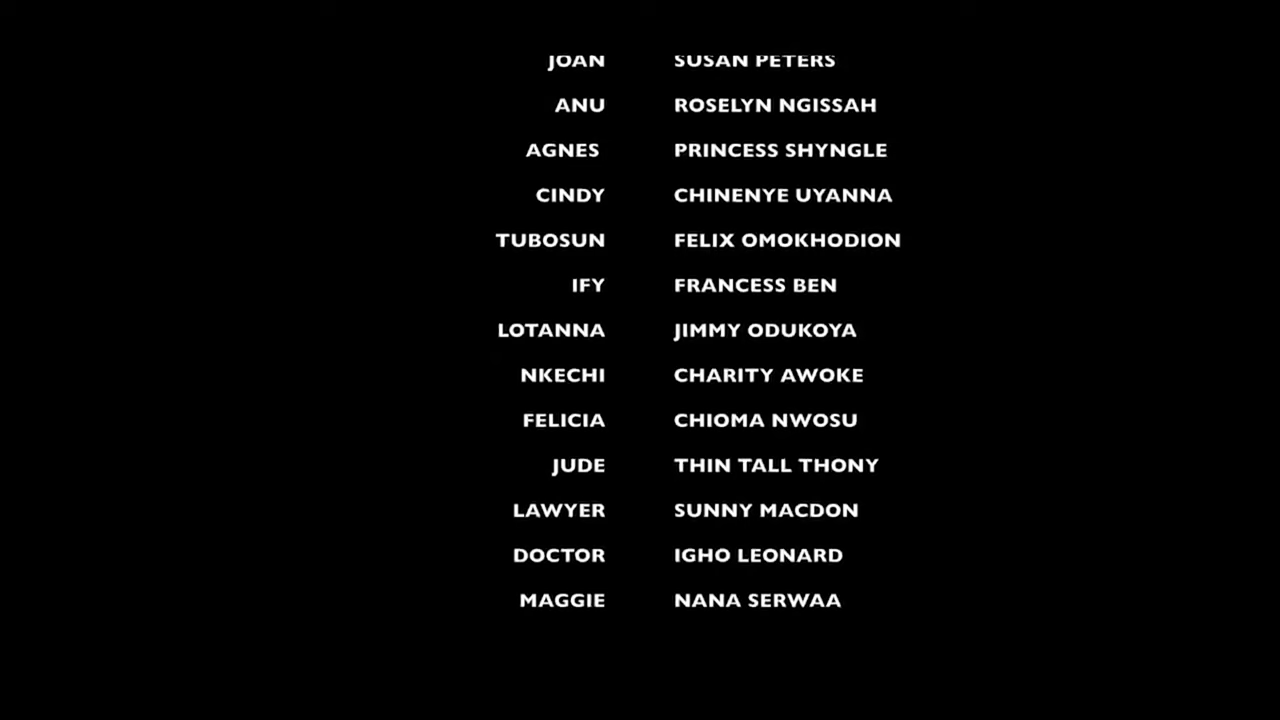 JOAN SUSAN PETERS
ANU ROSELYN NGISSAH
AGNES PRINCESS SHYNGLE
CINDY CHINENYE UYANNA
TUBOSUN FELIX OMOKHODION
IFY FRANCESS BEN
LOTANNA JIMMY ODUKOYA
NKECHI CHARITY AWOKE
FELICIA CHIOMA NWOSU
JUDE THIN TALL THONY
LAWYER SUNNY MACDON
DOCTOR IGHO LEONARD
MAGGIE NANA SERWAA